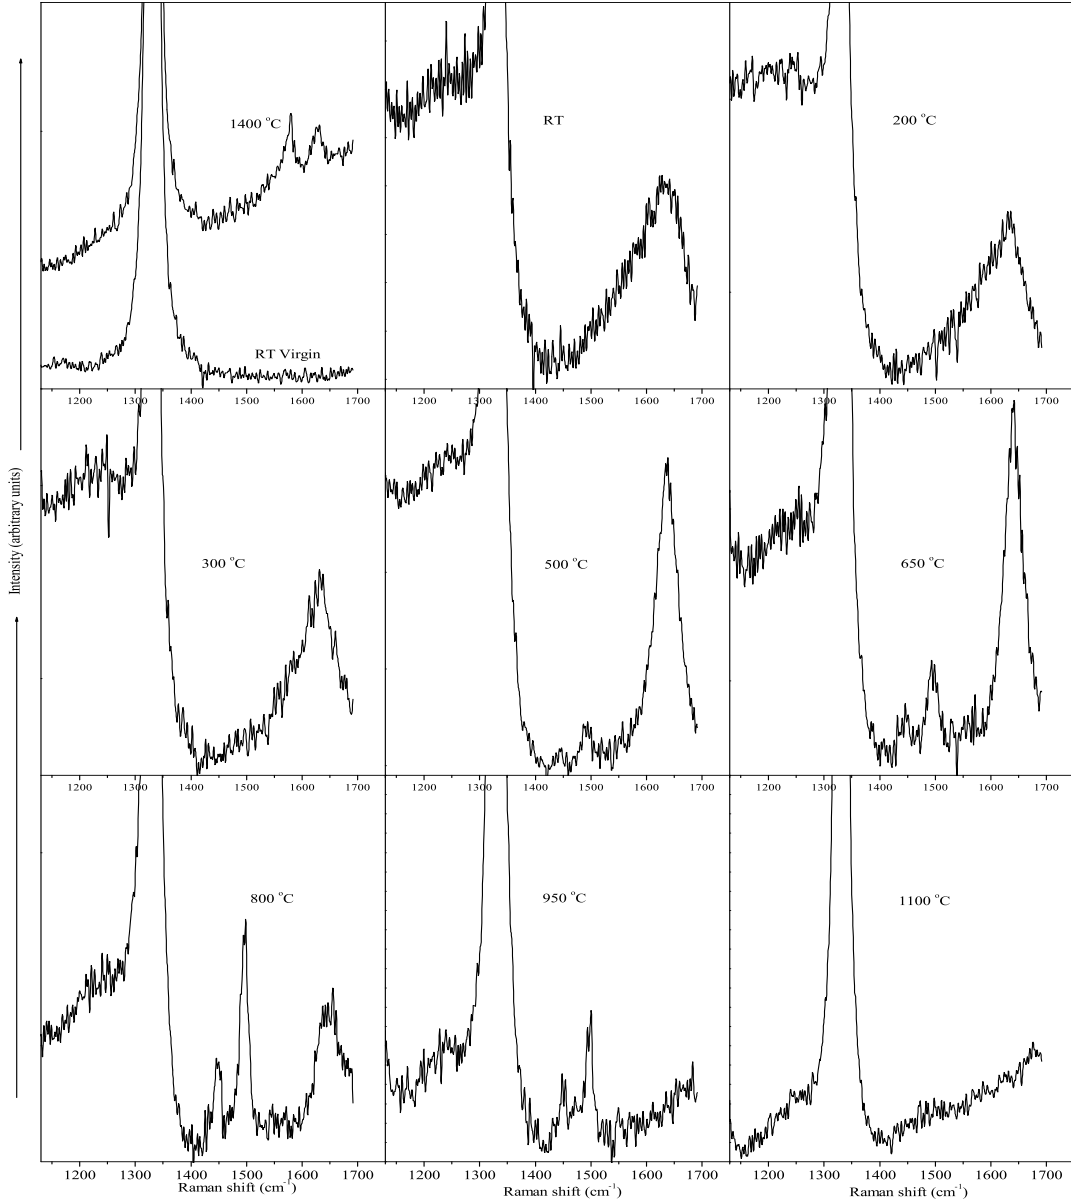 1400 °C
RT
200 °C
RT Virgin
1200 1300 1400 1500 1600 1700
1200 1300 1400 1500 1600 1700
1200 1300 1400 1500 1600 1700
Intensity (arbitrary units)
300 °C
500 °C
650 °C
1200 1300 1400 1500 1600 1700
1200 1300 1400 1500 1600 1700
1200 1300 1400 1500 1600 1700
800 °C
950 °C
1100 °C
1200 1300 1400 1500 1600 1700
1200 1300 1400 1500 1600 1700
1200 1300 1400 1500 1600 1700
Raman shift (cm⁻¹)
Raman shift (cm⁻¹)
Raman shift (cm⁻¹)